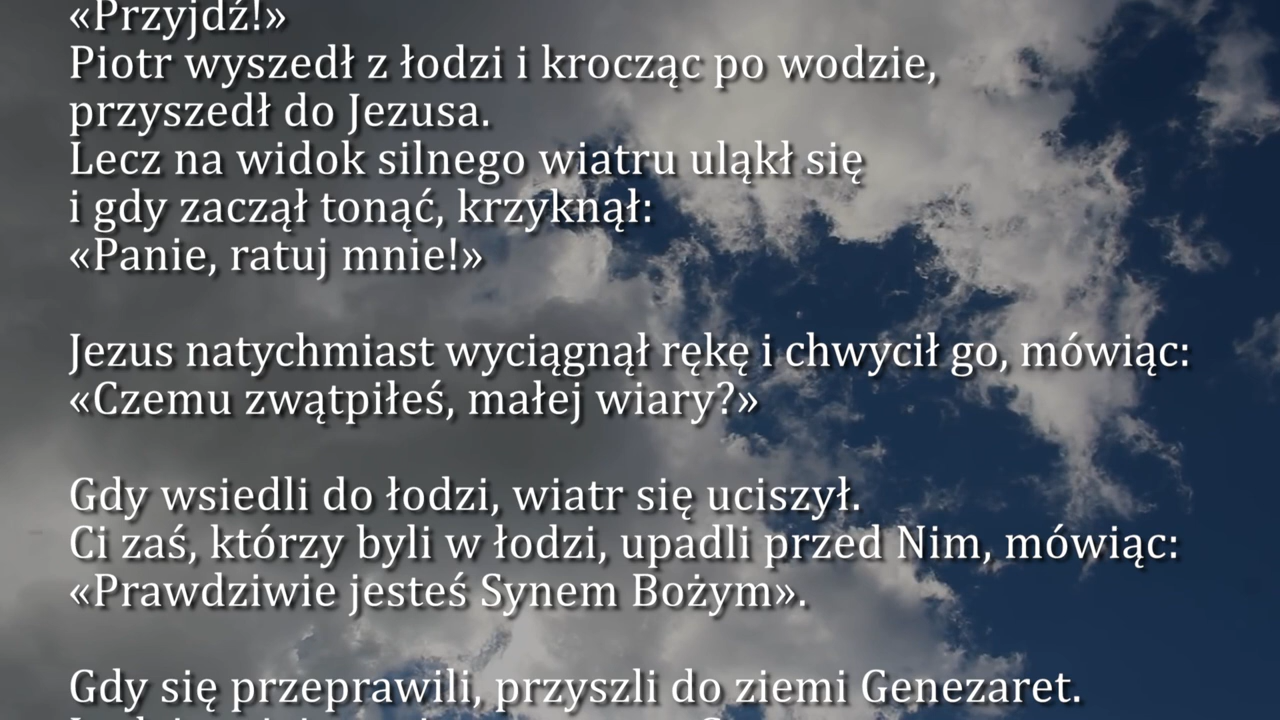 «Przyjdź!»
Piotr wyszedł z łodzi i krocząc po wodzie,
przyszedł do Jezusa.
Lecz na widok silnego wiatru uląkł się
i gdy zaczął tonąć, krzyknął:
«Panie, ratuj mnie!»
Jezus natychmiast wyciągnął rękę i chwycił go, mówiąc:
«Czemu zwątpiłeś, małej wiary?»
Gdy wsiedli do łodzi, wiatr się uciszył.
Ci zaś, którzy byli w łodzi, upadli przed Nim, mówiąc:
«Prawdziwie jesteś Synem Bożym».
Gdy się przeprawili, przyszli do ziemi Genezaret.